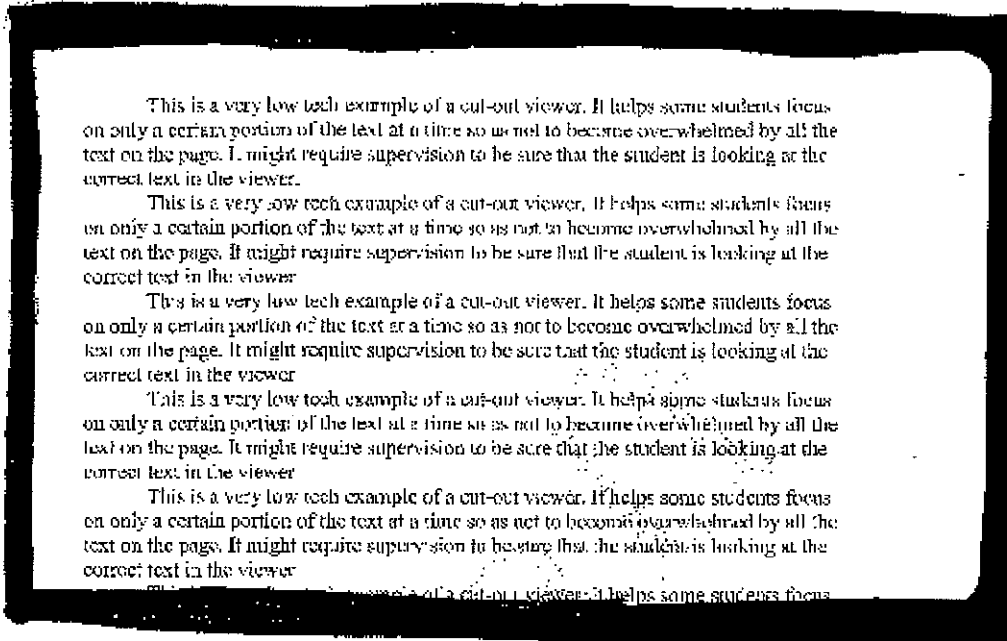 This is a very low tech example of a cut-out viewer. It helps some students focus
on only a certain portion of the text at a time so as not to become overwhelmed by all the
text on the page. It might require supervision to be sure that the student is looking at the
correct text in the viewer.
This is a very low tech example of a cut-out viewer. It helps some students focus
on only a certain portion of the text at a time so as not to become overwhelmed by all the
text on the page. It might require supervision to be sure that the student is looking at the
correct text in the viewer
This is a very low tech example of a cut-out viewer. It helps some students focus
on only a certain portion of the text at a time so as not to become overwhelmed by all the
text on the page. It might require supervision to be sure that the student is looking at the
correct text in the viewer
This is a very low tech example of a cut-out viewer. It helps some students focus
on only a certain portion of the text at a time so as not to become overwhelmed by all the
text on the page. It might require supervision to be sure that the student is looking at the
correct text in the viewer
This is a very low tech example of a cut-out viewer. It helps some students focus
on only a certain portion of the text at a time so as not to become overwhelmed by all the
text on the page. It might require supervision to be sure that the student is looking at the
correct text in the viewer
of a cut-out viewer. It helps some students focus